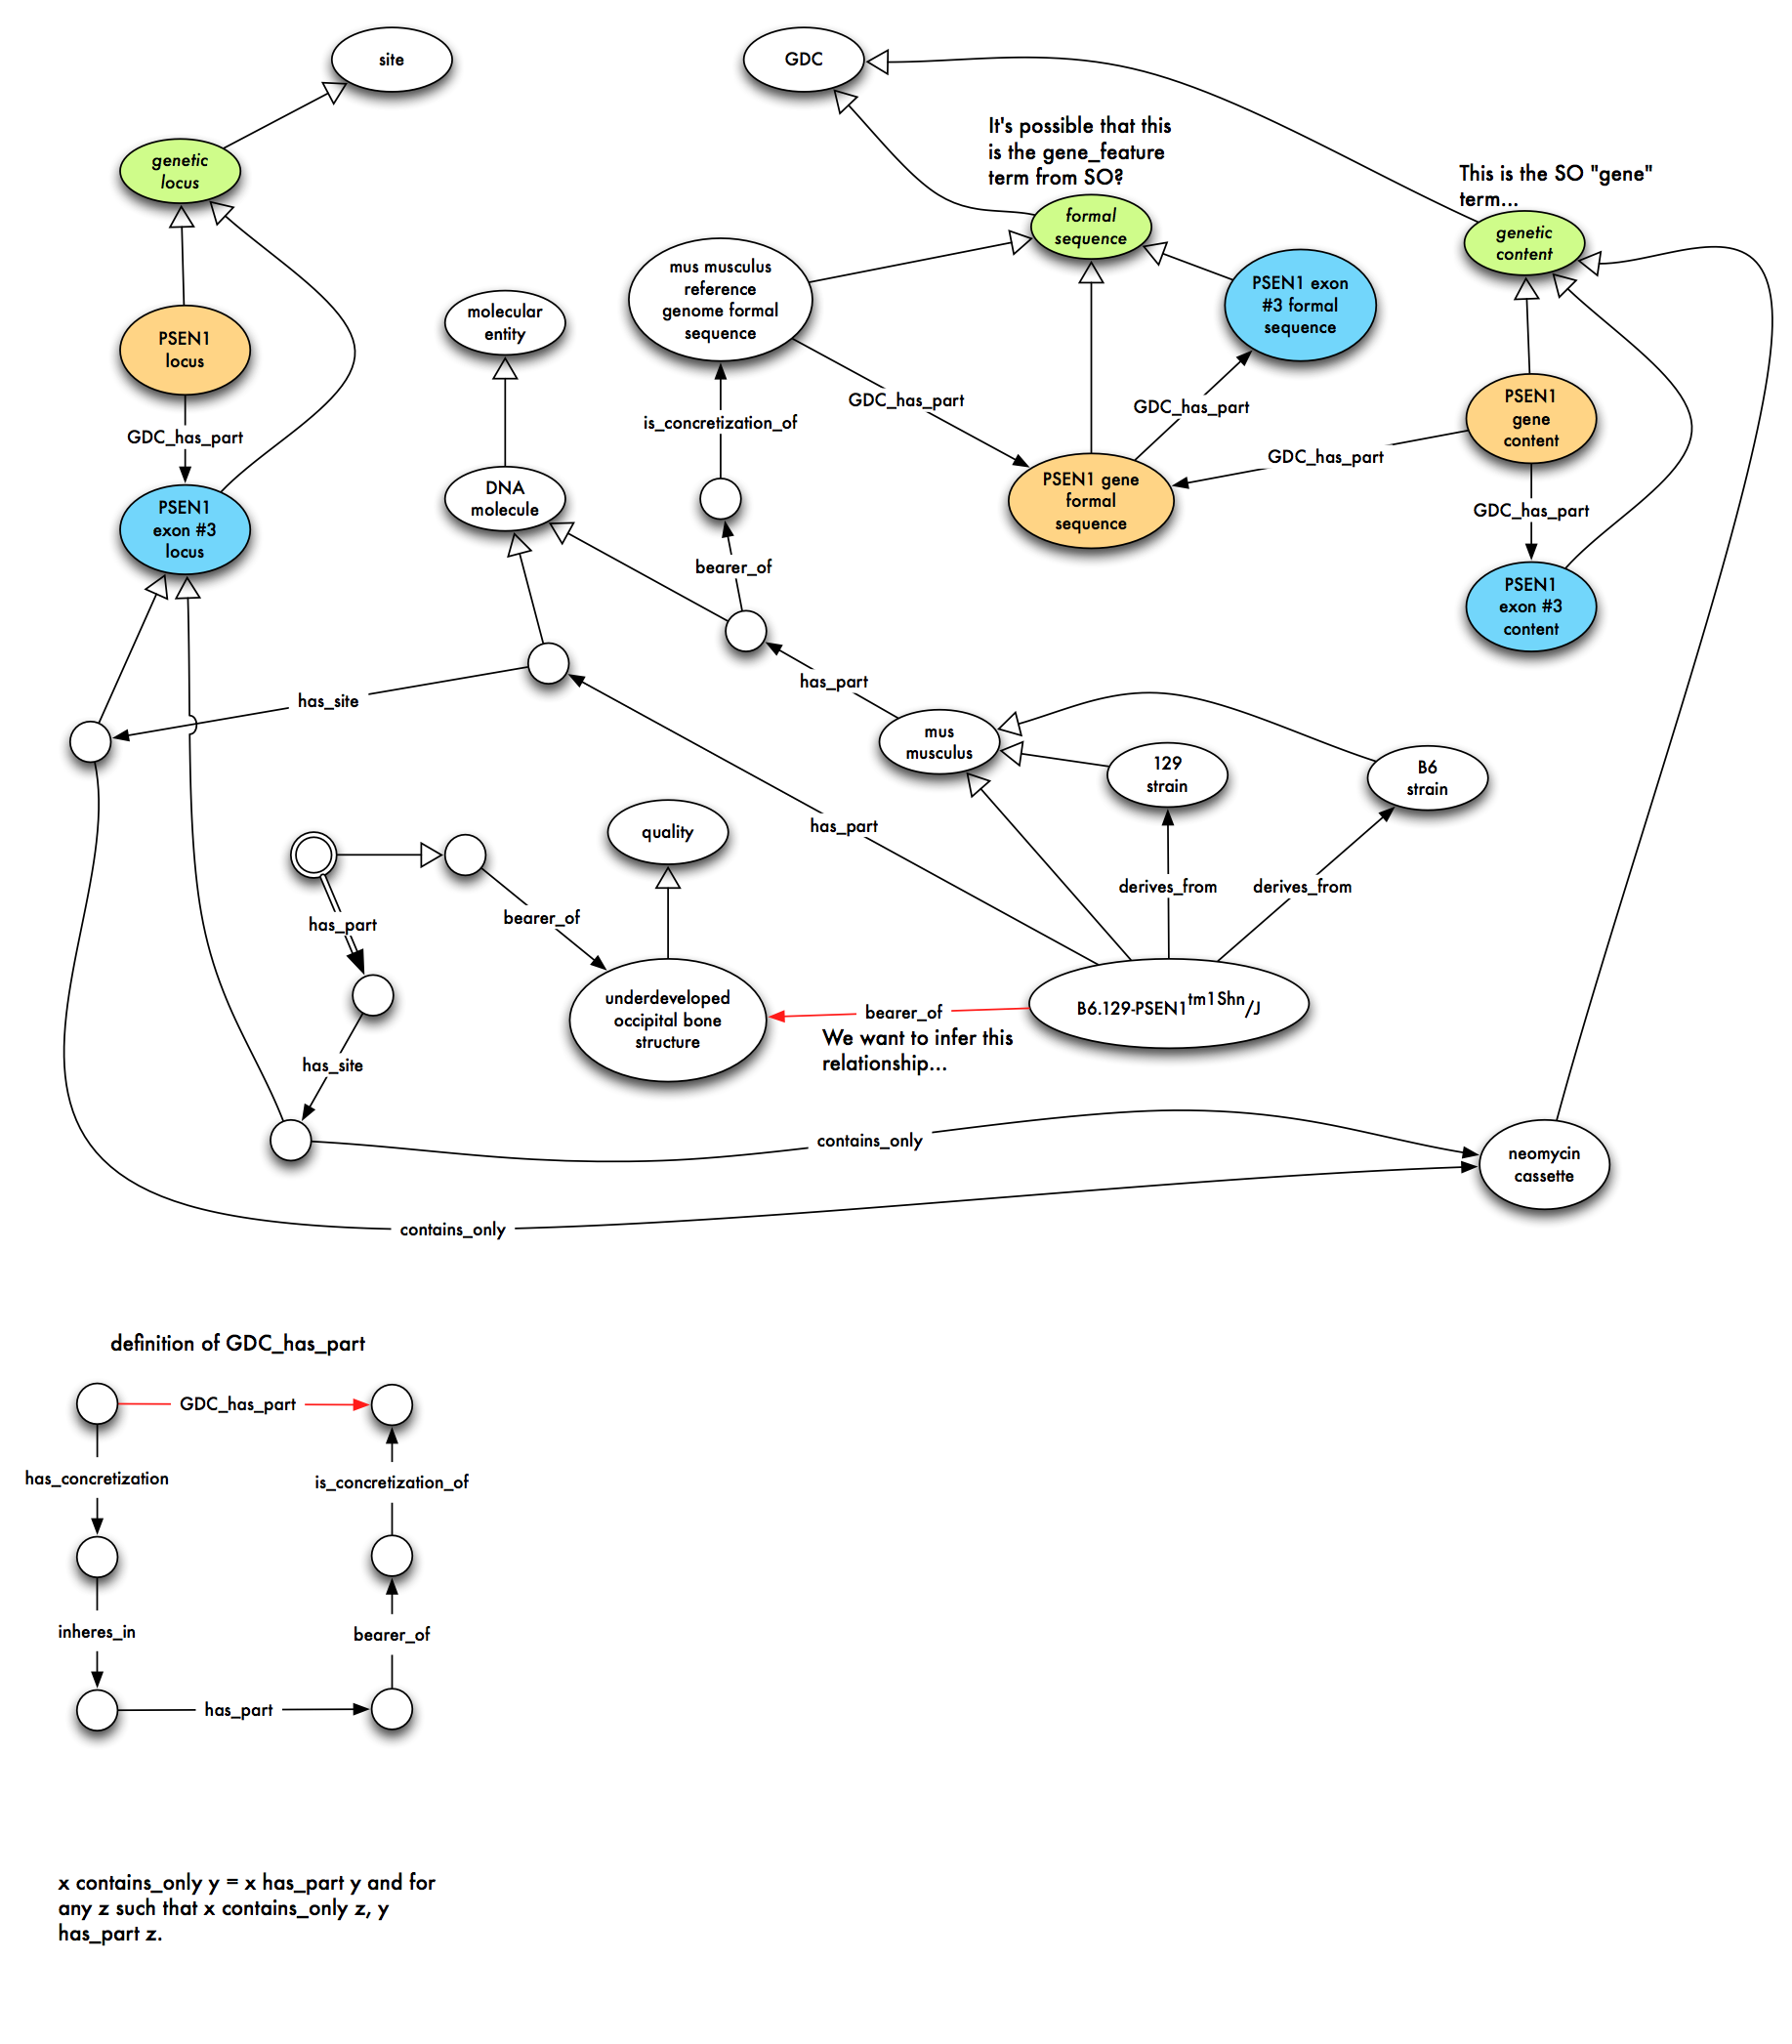 site
GDC
It's possible that this
is the gene_feature
term from SO?
This is the SO "gene"
term...
genetic
locus
formal
sequence
genetic
content
mus musculus
reference
genome formal
sequence
PSEN1 exon
#3 formal
sequence
molecular
entity
PSEN1
locus
GDC_has_part
is_concretization_of
GDC_has_part
PSEN1
gene
content
GDC_has_part
GDC_has_part
DNA
molecule
PSEN1 gene
formal
sequence
GDC_has_part
PSEN1
exon #3
locus
bearer_of
PSEN1
exon #3
content
has_site
has_part
mus
musculus
129
strain
B6
strain
quality
has_part
derives_from
derives_from
has_part
bearer_of
underdeveloped
occipital bone
structure
bearer_of
B6.129-PSEN1tm1Shn/J
We want to infer this
relationship...
has_site
contains_only
neomycin
cassette
contains_only
definition of GDC_has_part
GDC_has_part
has_concretization
is_concretization_of
inheres_in
bearer_of
has_part
x contains_only y = x has_part y and for
any z such that x contains_only z, y
has_part z.